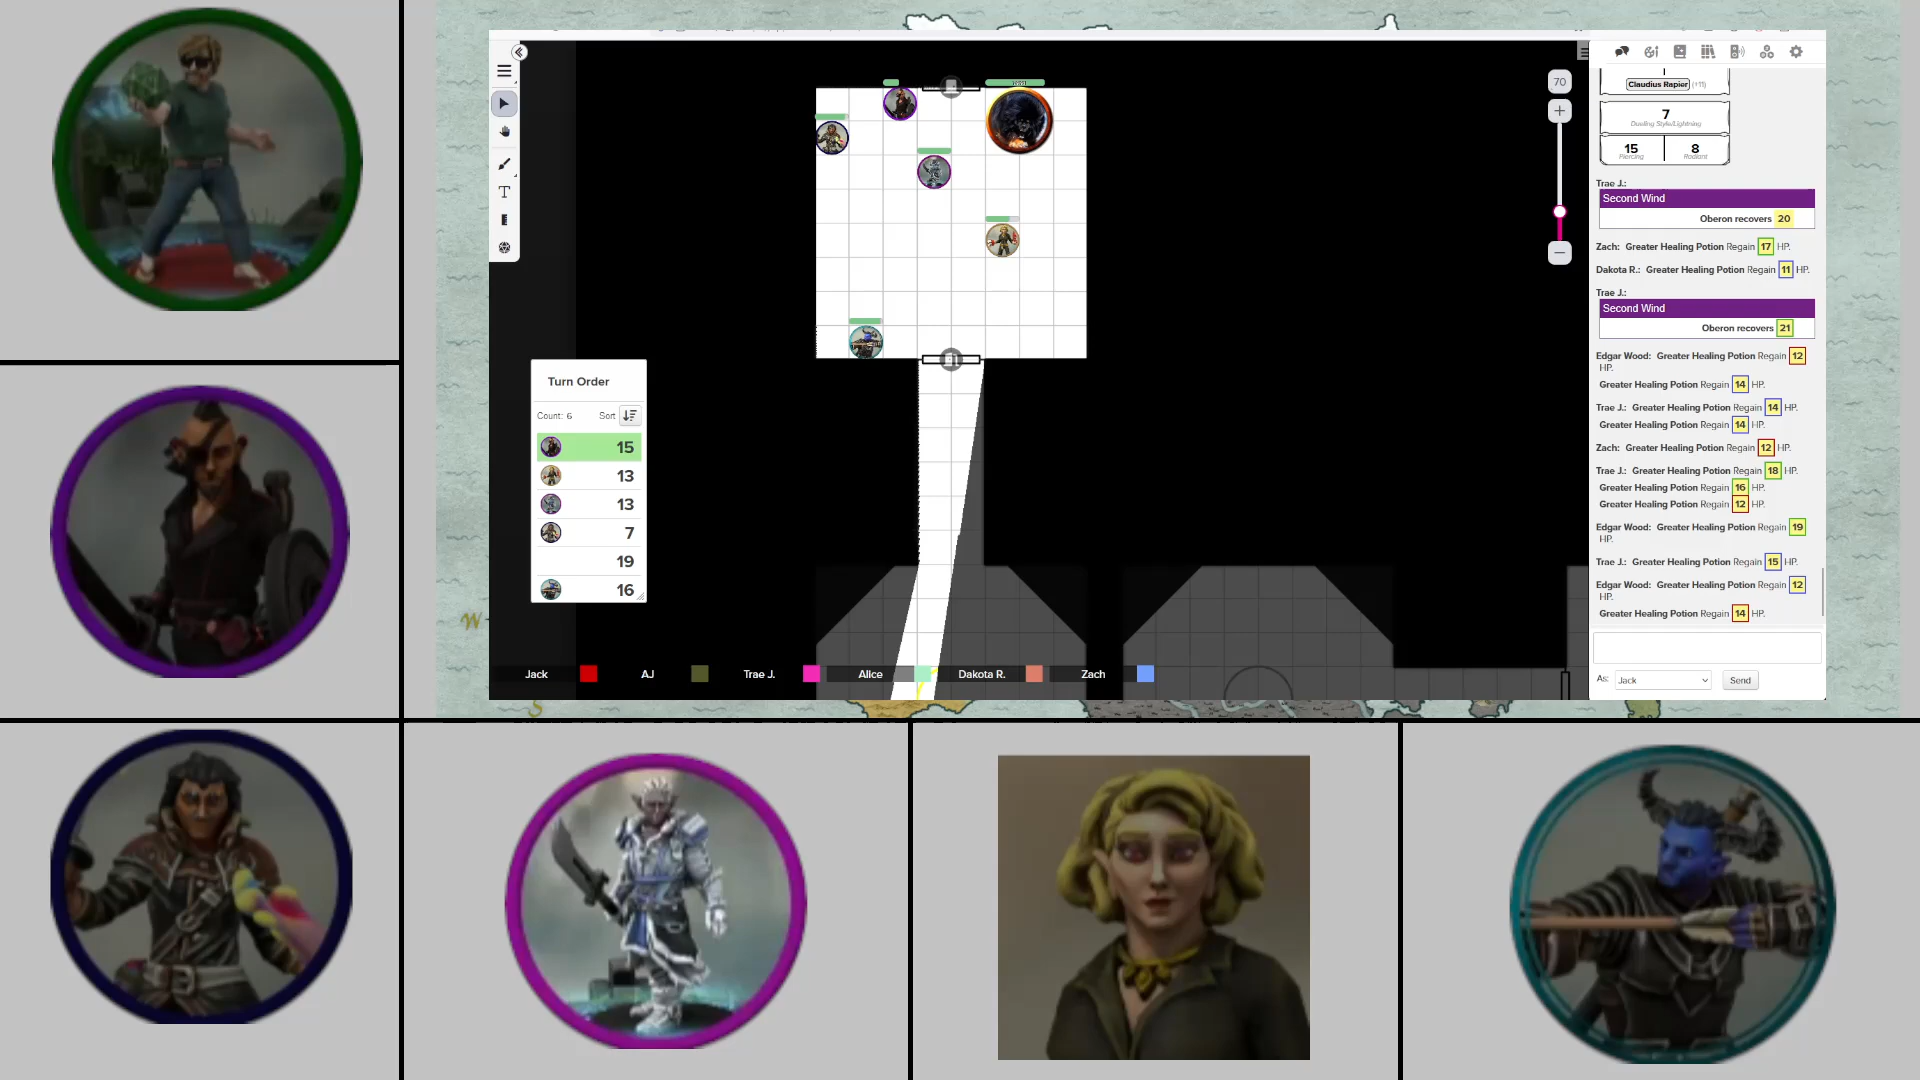 70
Turn Order
Count: 6 Sort
15
13
13
7
19
16
Jack
AJ
Trae J.
Alice
Dakota R.
Zach
Claudius Rapier (+11)
7
Dueling Style/Lightning
15 8
Piercing Radiant
Trae J.:
Second Wind
Oberon recovers 20
Zach: Greater Healing Potion Regain 17 HP.
Dakota R.: Greater Healing Potion Regain 11 HP.
Trae J.:
Second Wind
Oberon recovers 21
Edgar Wood: Greater Healing Potion Regain 12
HP.
Greater Healing Potion Regain 14 HP.
Trae J.: Greater Healing Potion Regain 14 HP.
Greater Healing Potion Regain 14 HP.
Zach: Greater Healing Potion Regain 12 HP.
Trae J.: Greater Healing Potion Regain 18 HP.
Greater Healing Potion Regain 16 HP.
Greater Healing Potion Regain 12 HP.
Edgar Wood: Greater Healing Potion Regain 19
HP.
Trae J.: Greater Healing Potion Regain 15 HP.
Edgar Wood: Greater Healing Potion Regain 12
HP.
Greater Healing Potion Regain 14 HP.
As: Jack Send
W
S